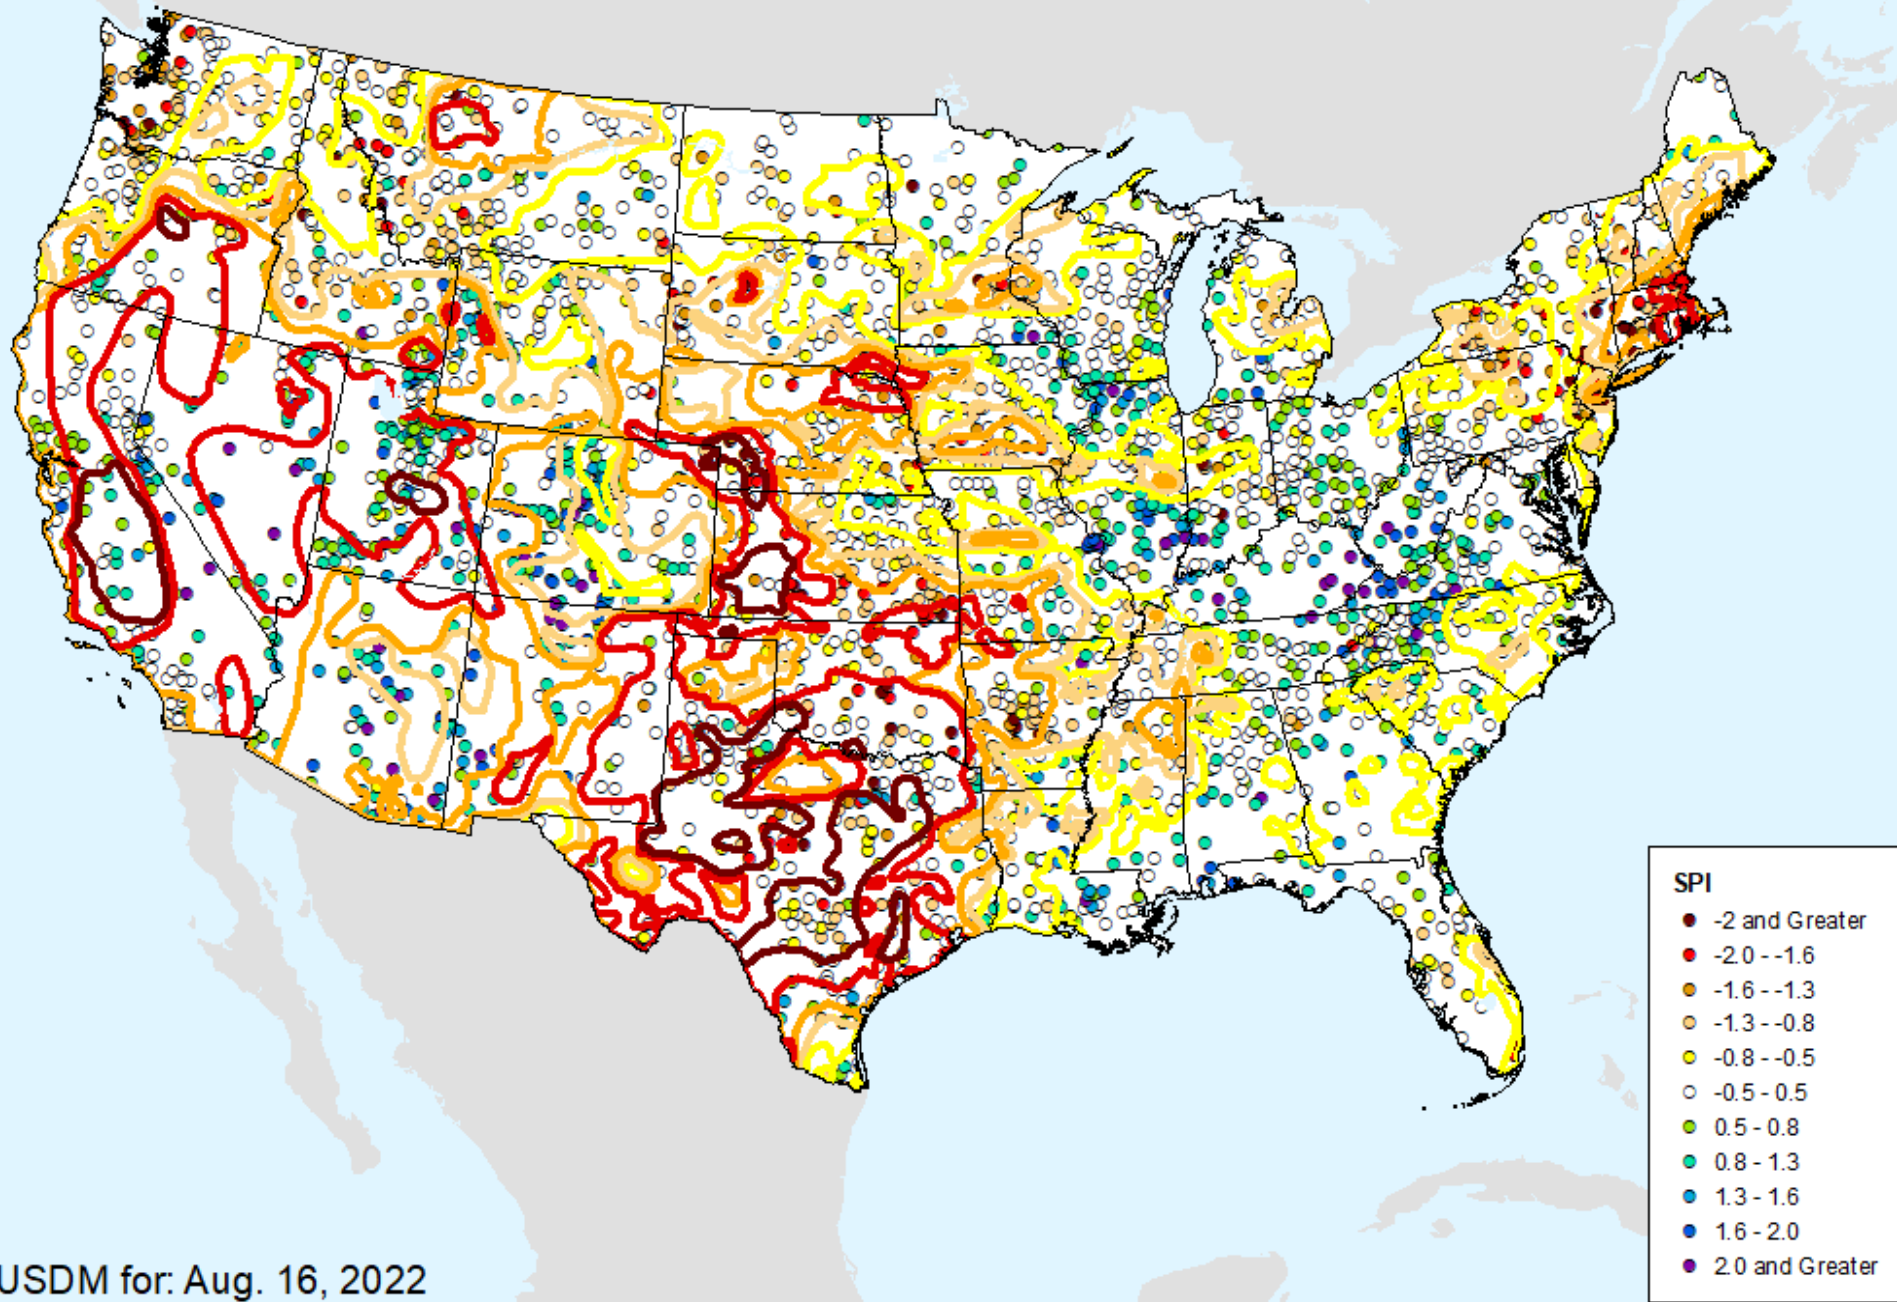 SPI
-2 and Greater
-2.0 - -1.6
-1.6 - -1.3
-1.3 - -0.8
-0.8 - -0.5
-0.5 - 0.5
0.5 - 0.8
0.8 - 1.3
1.3 - 1.6
1.6 - 2.0
2.0 and Greater
USDM for: Aug. 16, 2022